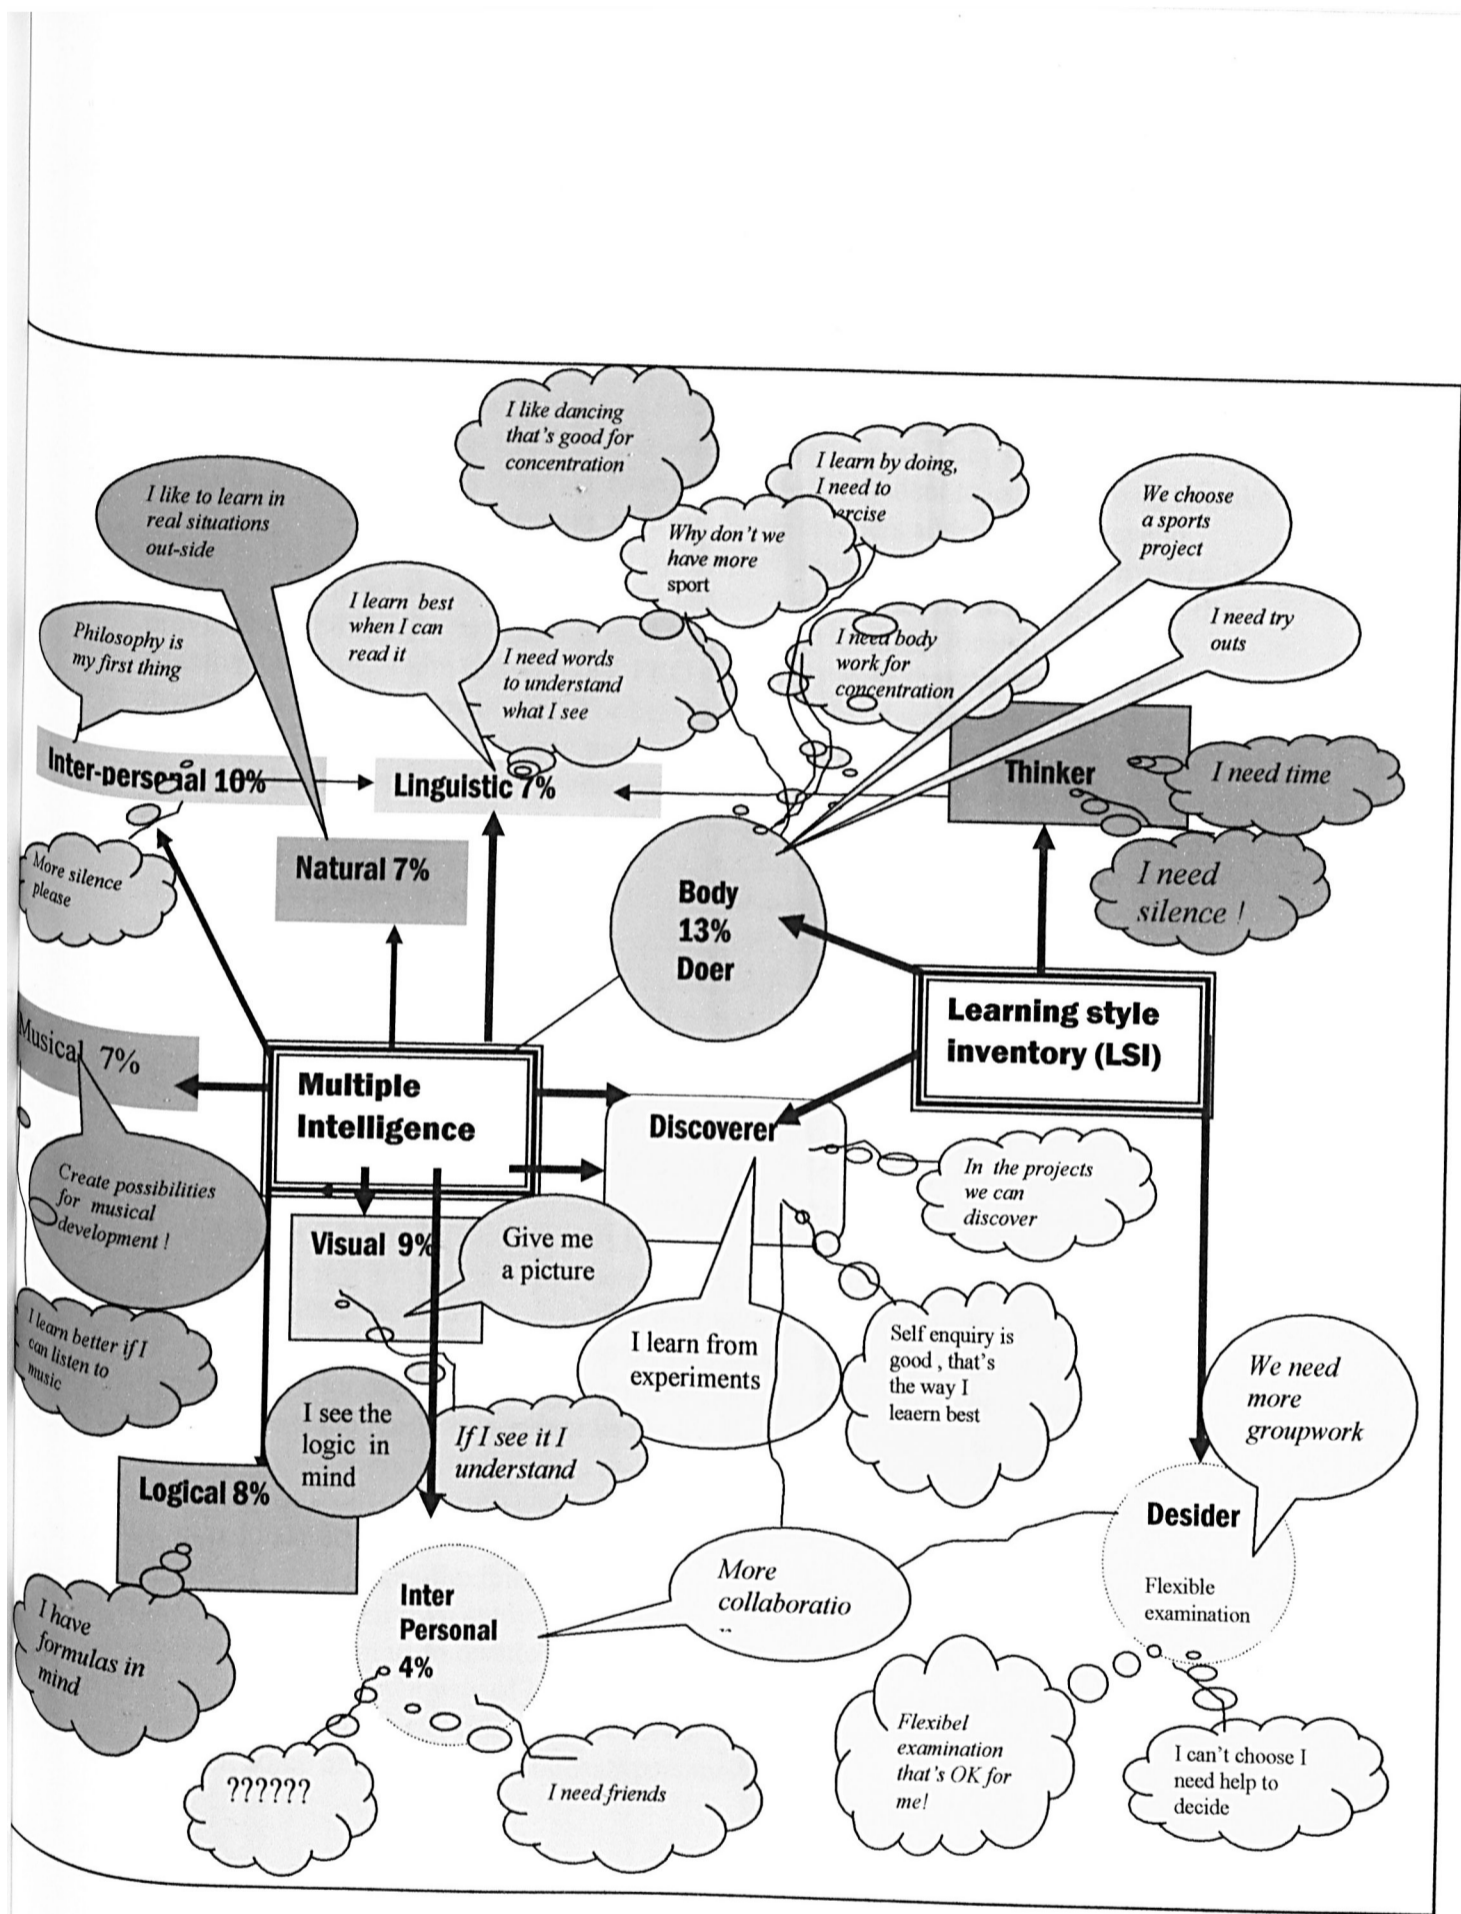 I like dancing
that's good for
concentration
I learn by doing,
I need to
ercise
I like to learn in
real situations
out-side
Why don't we
have more
sport
We choose
a sports
project
I learn best
when I can
read it
I need try
outs
Philosophy is
my first thing
I need words
to understand
what I see
I need body
work for
concentration
Inter-personal 10%
Linguistic 7%
Thinker
I need time
More silence
please
Natural 7%
Body
13%
Doer
I need
silence !
Learning style
inventory (LSI)
Musical 7%
Multiple
Intelligence
Discoverer
In the projects
we can
discover
Create possibilities
for musical
development !
Visual 9%
Give me
a picture
I learn better if I
can listen to
music
I learn from
experiments
Self enquiry is
good , that's
the way I
leaern best
We need
more
groupwork
I see the
logic in
mind
If I see it I
understand
Logical 8%
Desider
Flexible
examination
More
collaboratio
Inter
Personal
4%
I have
formulas in
mind
??????
I need friends
Flexibel
examination
that's OK for
me!
I can't choose I
need help to
decide